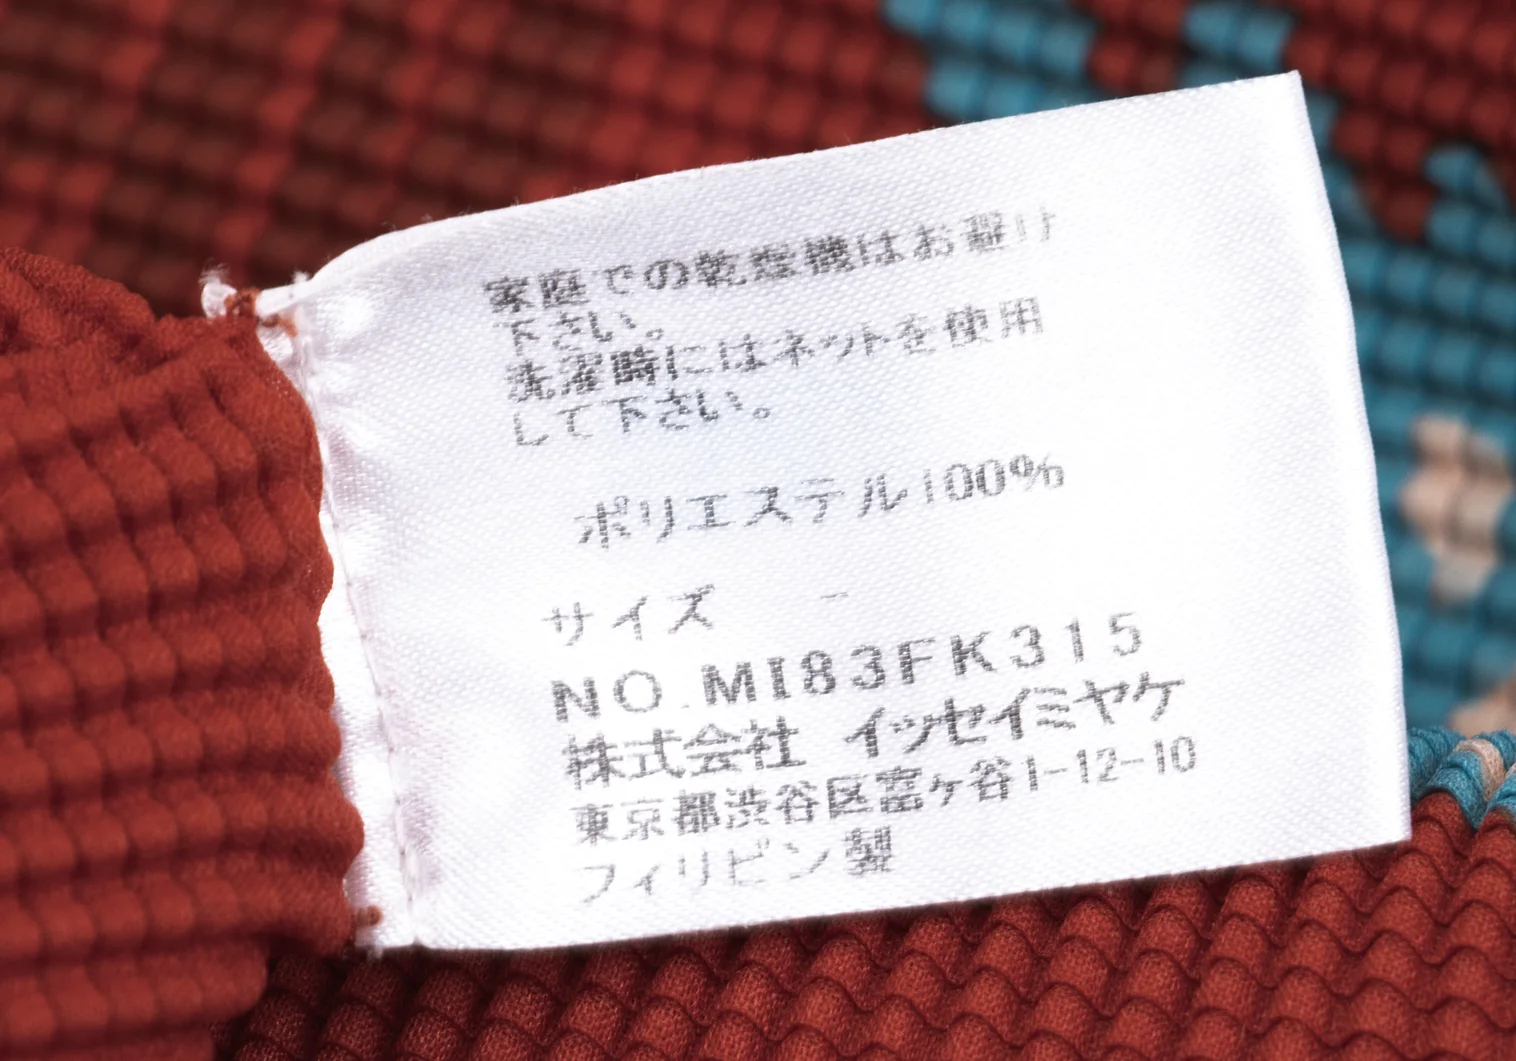 家庭での乾燥機はお避け
下さい。
洗濯時にはネットを使用
して下さい。
ポリエステル100%
サイズ -
NO.MI83FK315
株式会社 イッセイミヤケ
東京都渋谷区富ヶ谷1-12-10
フィリピン製